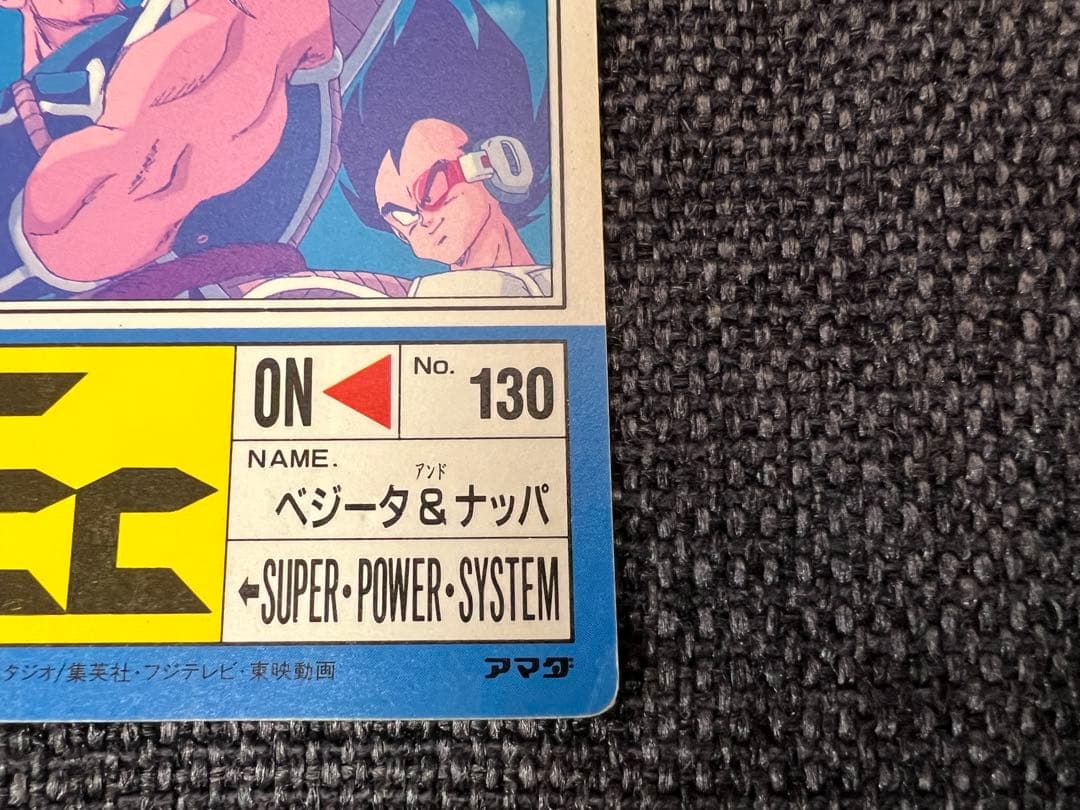 ON
No. 130
NAME.
アンド
ベジータ&ナッパ
←SUPER・POWER・SYSTEM
タジオ/集英社・フジテレビ・東映動画
アマダ